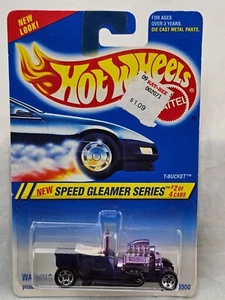 NEW LOOK!
FOR AGES
OVER 3 YEARS.
DIE CAST METAL PARTS.
Hot Wheels
$1.09
MATTEL
T-BUCKET
NEW SPEED GLEAMER SERIES #2 OF 4 CARS